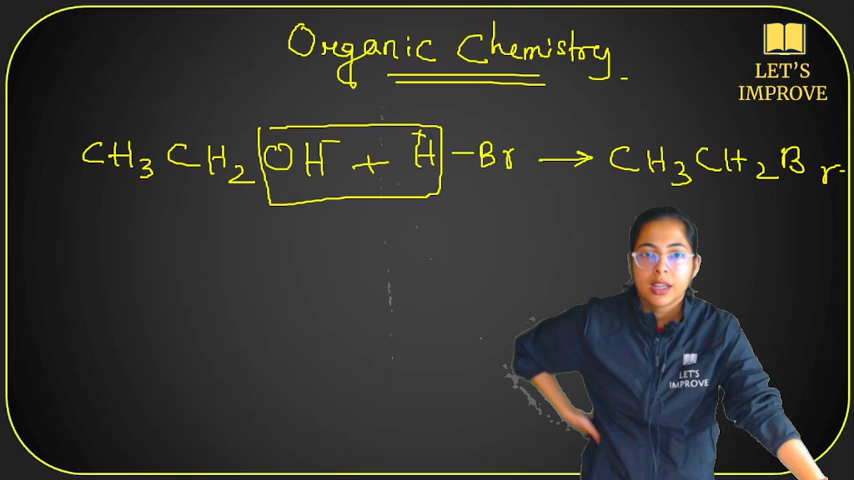 Organic Chemistry
LET'S
IMPROVE
CH₃CH₂OH + H-Br → CH₃CH₂Br
LET'S
IMPROVE